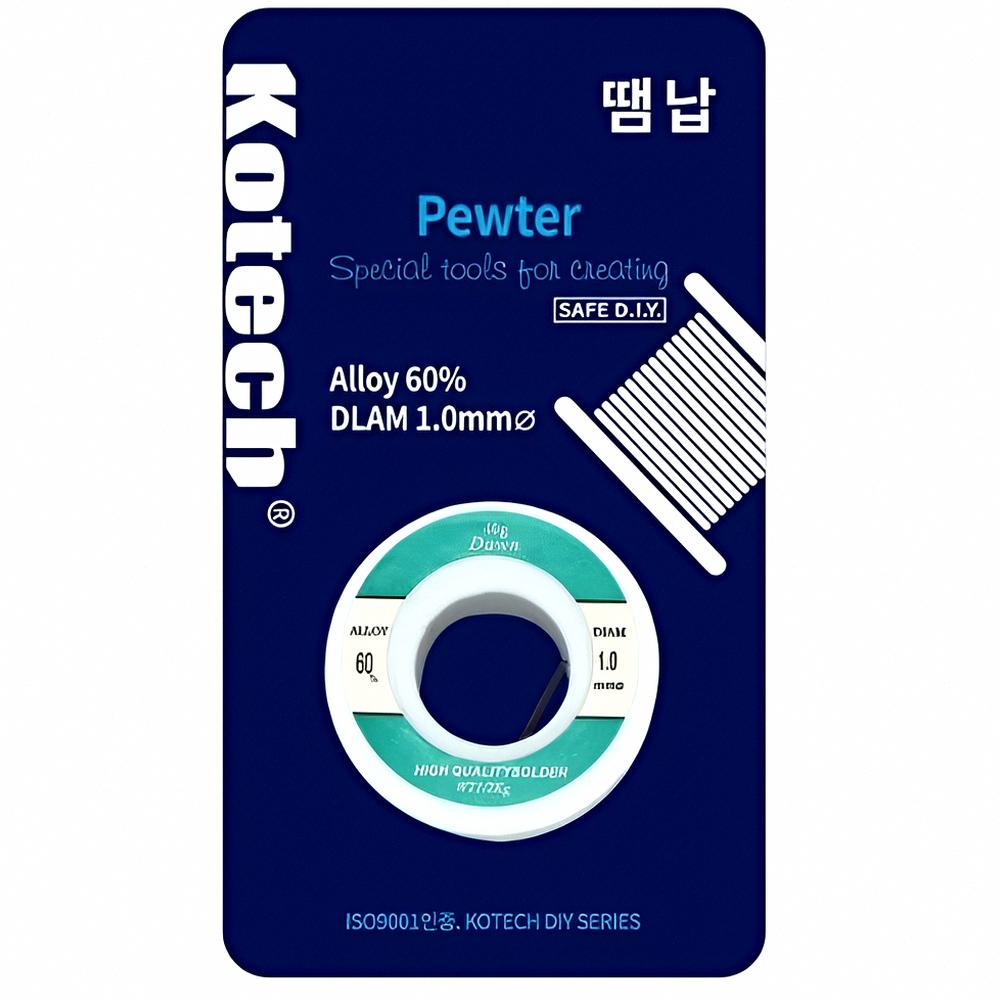 Kotech®
땜납
Pewter
Special tools for creating
SAFE D.I.Y.
Alloy 60%
DLAM 1.0mm∅
ALLOY
60
DIAM
1.0
HIGH QUALITY SOLDER
ISO9001인증. KOTECH DIY SERIES